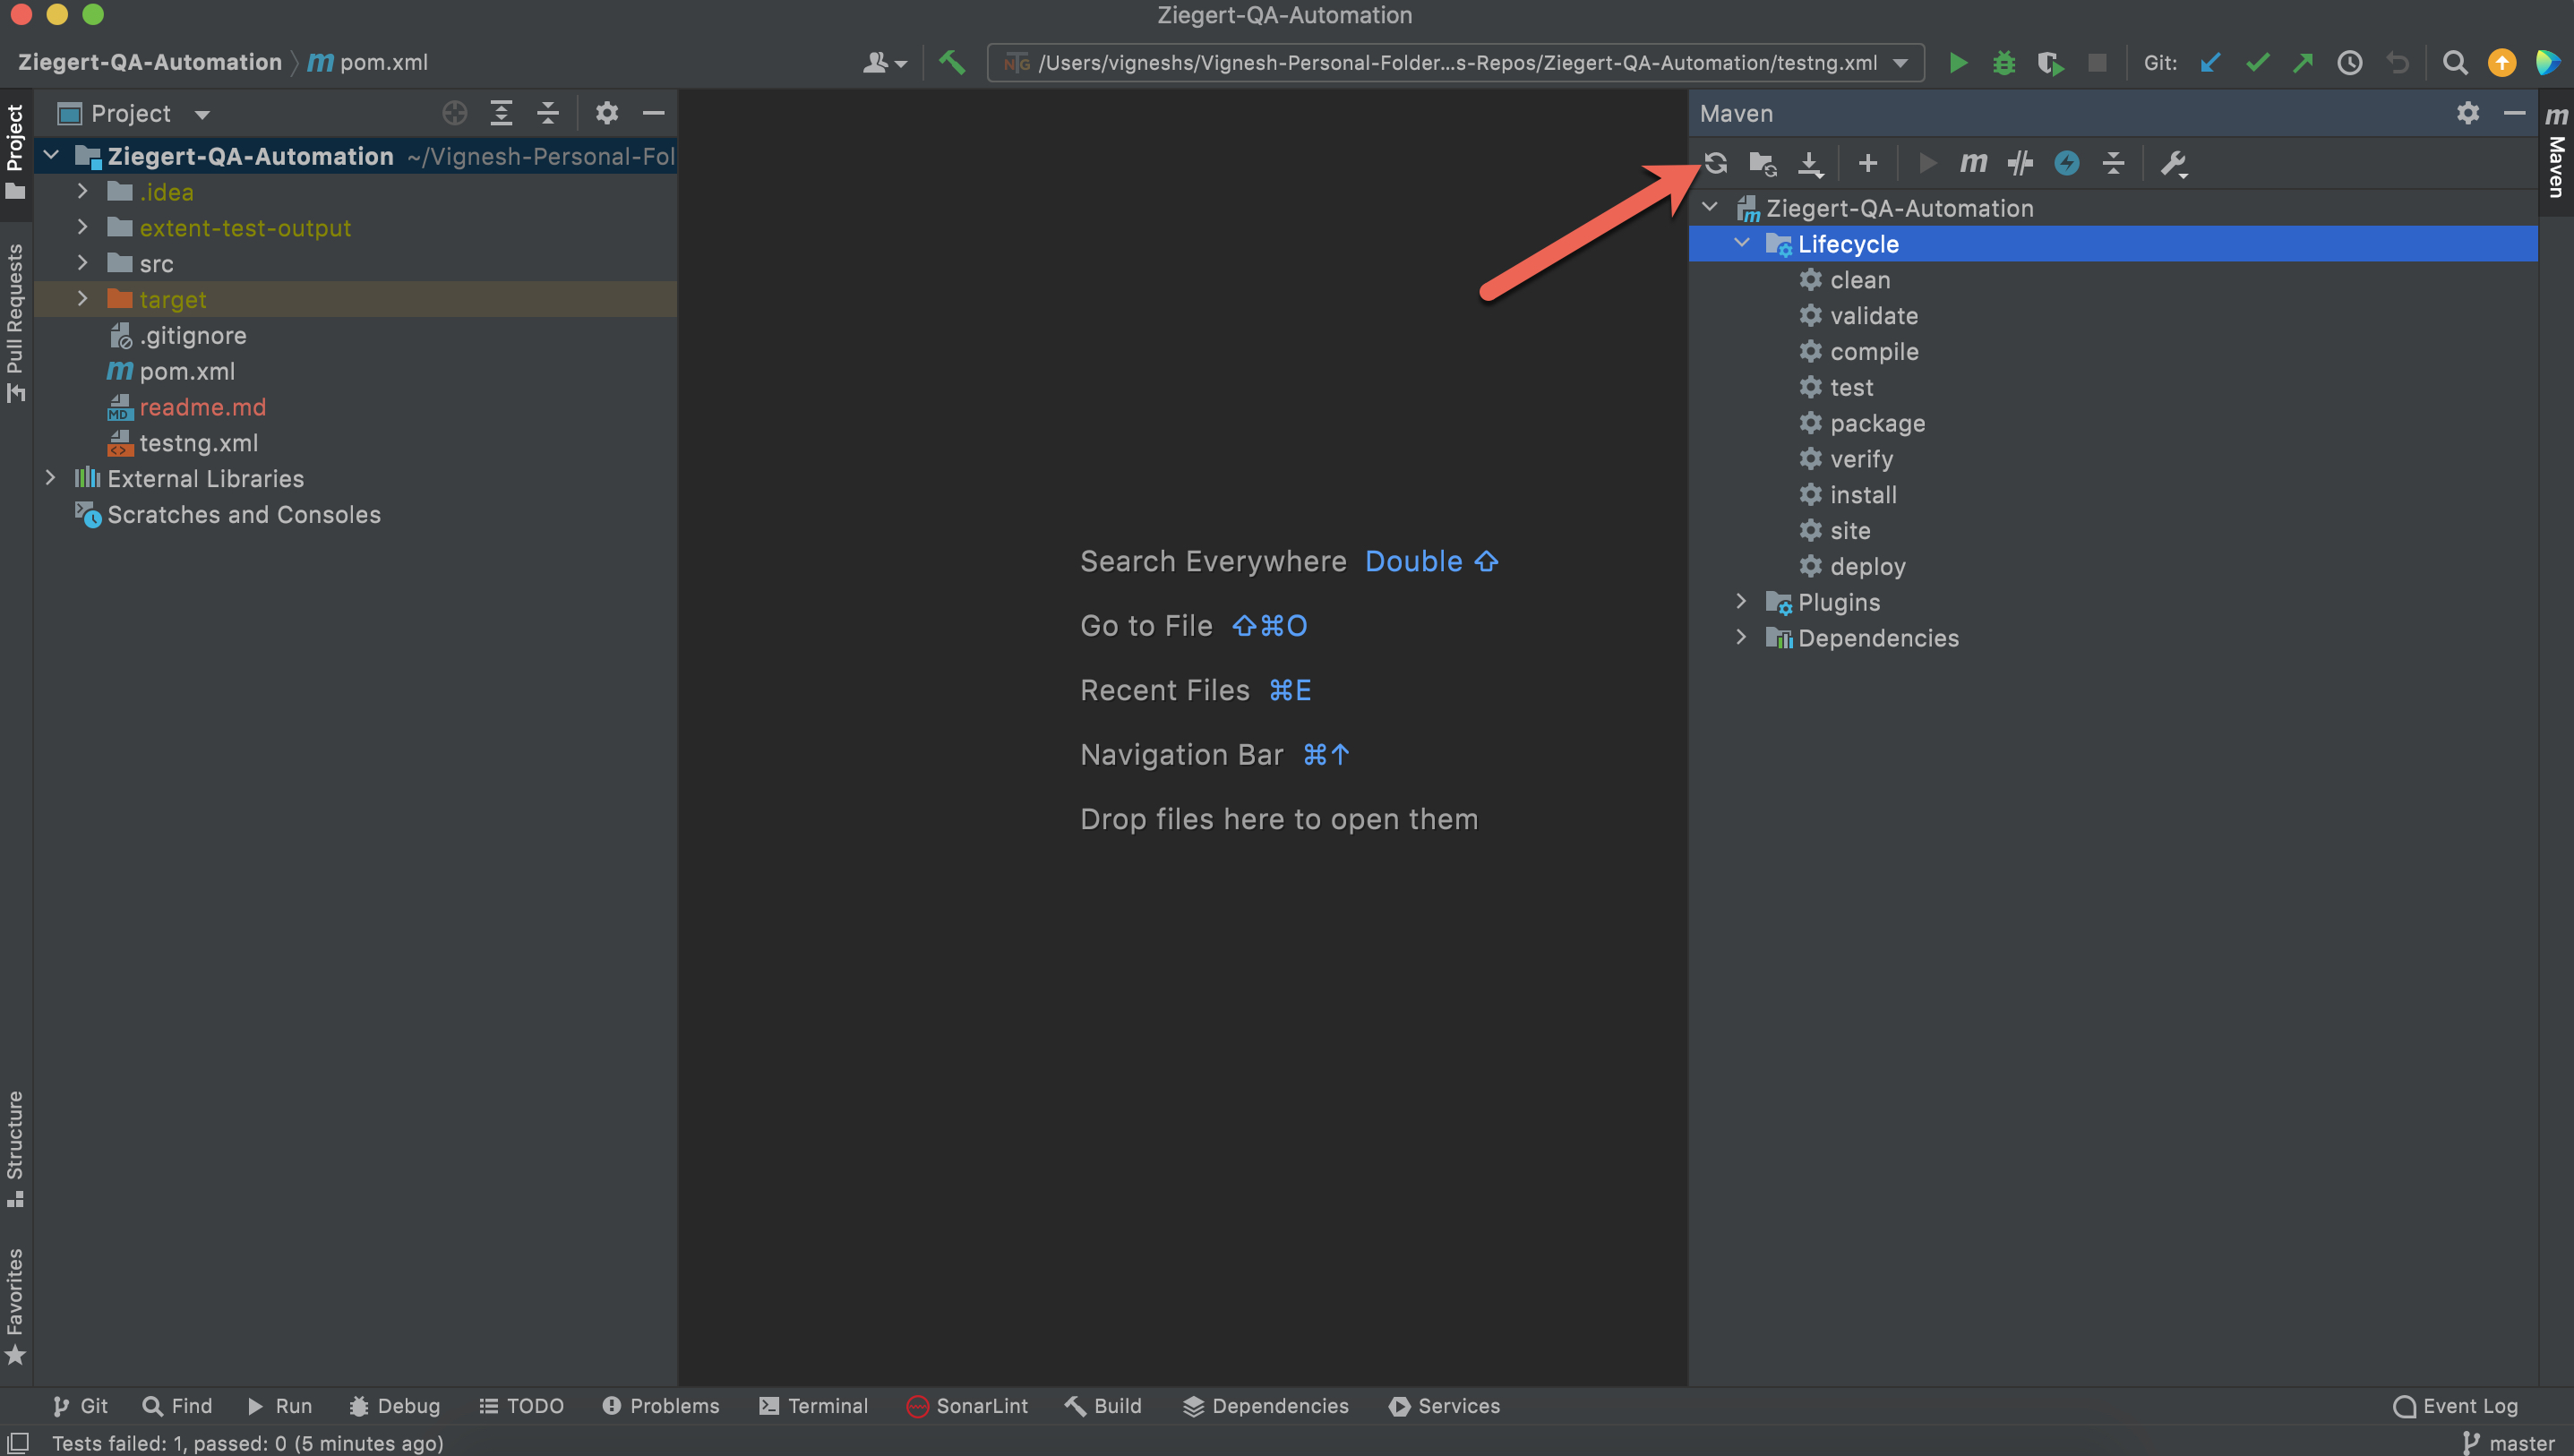 Ziegert-QA-Automation
Ziegert-QA-Automation m pom.xml
NTG /Users/vigneshs/Vignesh-Personal-Folder...s-Repos/Ziegert-QA-Automation/testng.xml
Git:
Project
Ziegert-QA-Automation ~/Vignesh-Personal-Fol
.idea
extent-test-output
src
target
.gitignore
m pom.xml
MD readme.md
<> testng.xml
External Libraries
Scratches and Consoles
Project
Pull Requests
Structure
Favorites
Search Everywhere Double ⇧
Go to File ⇧⌘O
Recent Files ⌘E
Navigation Bar ⌘↑
Drop files here to open them
Maven
m
m Ziegert-QA-Automation
Lifecycle
clean
validate
compile
test
package
verify
install
site
deploy
Plugins
Dependencies
m Maven
Git Find Run Debug TODO Problems Terminal SonarLint Build Dependencies Services Event Log
Tests failed: 1, passed: 0 (5 minutes ago) master